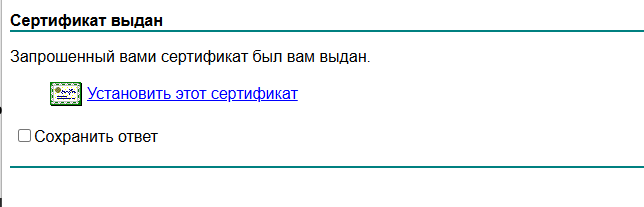 Сертификат выдан
Запрошенный вами сертификат был вам выдан.
Установить этот сертификат
Сохранить ответ